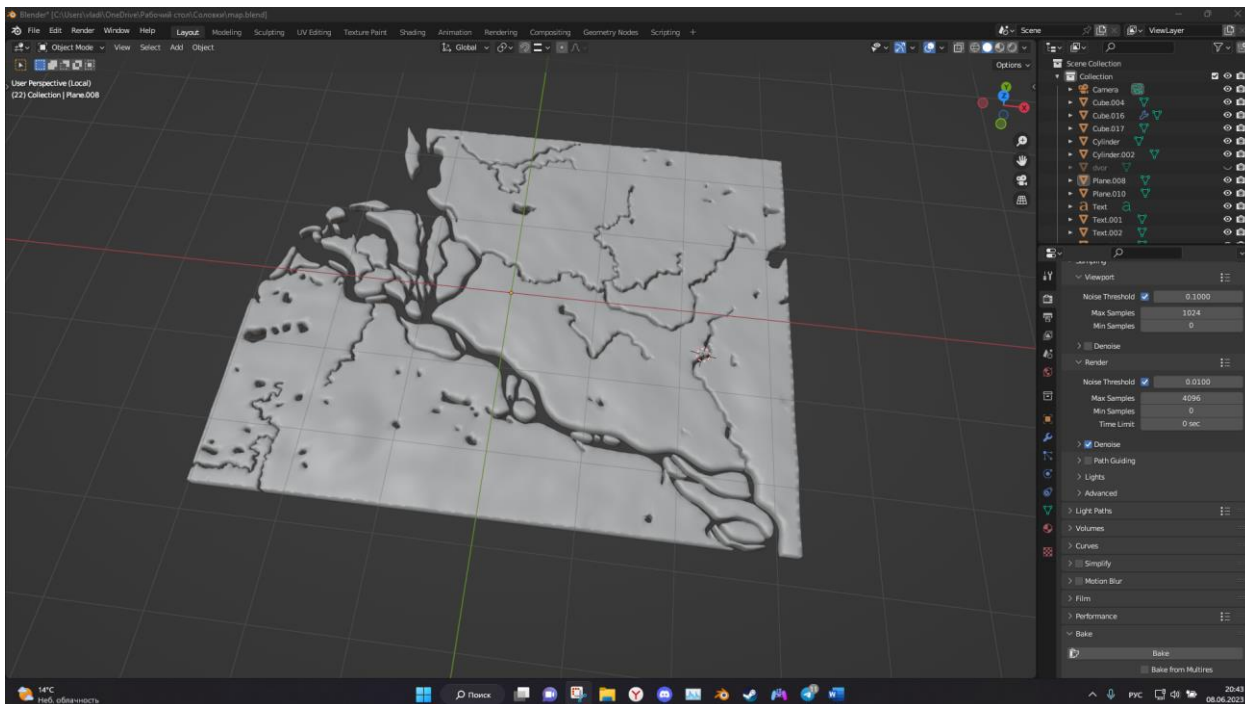 Blender* [C:\Users\vladi\OneDrive\Рабочий стол\Солсахи\map.blend]
File Edit Render Window Help Layout Modeling Sculpting UV Editing Texture Paint Shading Animation Rendering Compositing Geometry Nodes Scripting + Scene ViewLayer
Object Mode View Select Add Object Global
Options
User Perspective (Local)
(22) Collection | Plane.008
Scene Collection
Collection
Camera
Cube.004
Cube.016
Cube.017
Cylinder
Cylinder.002
dvor
Plane.008
Plane.010
Text
Text.001
Text.002
Viewport
Noise Threshold 0.1000
Max Samples 1024
Min Samples 0
Denoise
Render
Noise Threshold 0.0100
Max Samples 4096
Min Samples 0
Time Limit 0 sec
Denoise
Path Guiding
Lights
Advanced
Light Paths
Volumes
Curves
Simplify
Motion Blur
Film
Performance
Bake
Bake
Bake from Multires
14°C
Неб. облачность
Поиск
РУС
20:43
08.06.2023